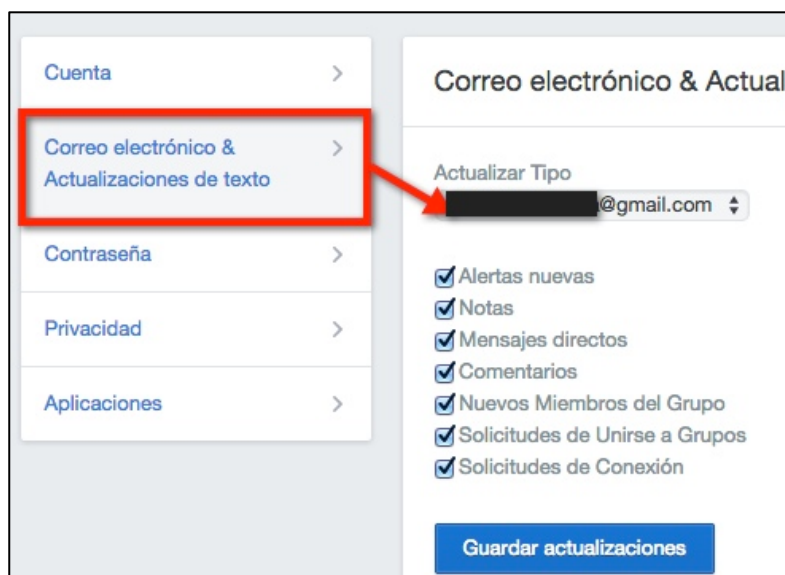 Cuenta
Correo electrónico &
Actualizaciones de texto
Contraseña
Privacidad
Aplicaciones
Correo electrónico & Actual
Actualizar Tipo
@gmail.com
Alertas nuevas
Notas
Mensajes directos
Comentarios
Nuevos Miembros del Grupo
Solicitudes de Unirse a Grupos
Solicitudes de Conexión
Guardar actualizaciones